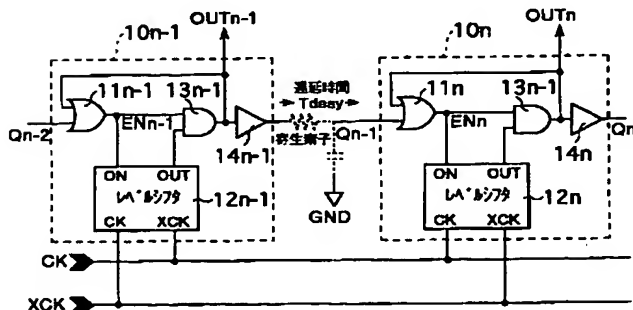 OUTn-1
OUTn
10n-1
10n
11n-1
13n-1
遅延時間
Tdasy
11n
13n-1
Qn-2
ENn-1
寄生素子
Qn-1
ENn
Qn
14n-1
14n
ON
OUT
レベルシフタ
CK
XCK
12n-1
GND
ON
OUT
レベルシフタ
CK
XCK
12n
CK
XCK